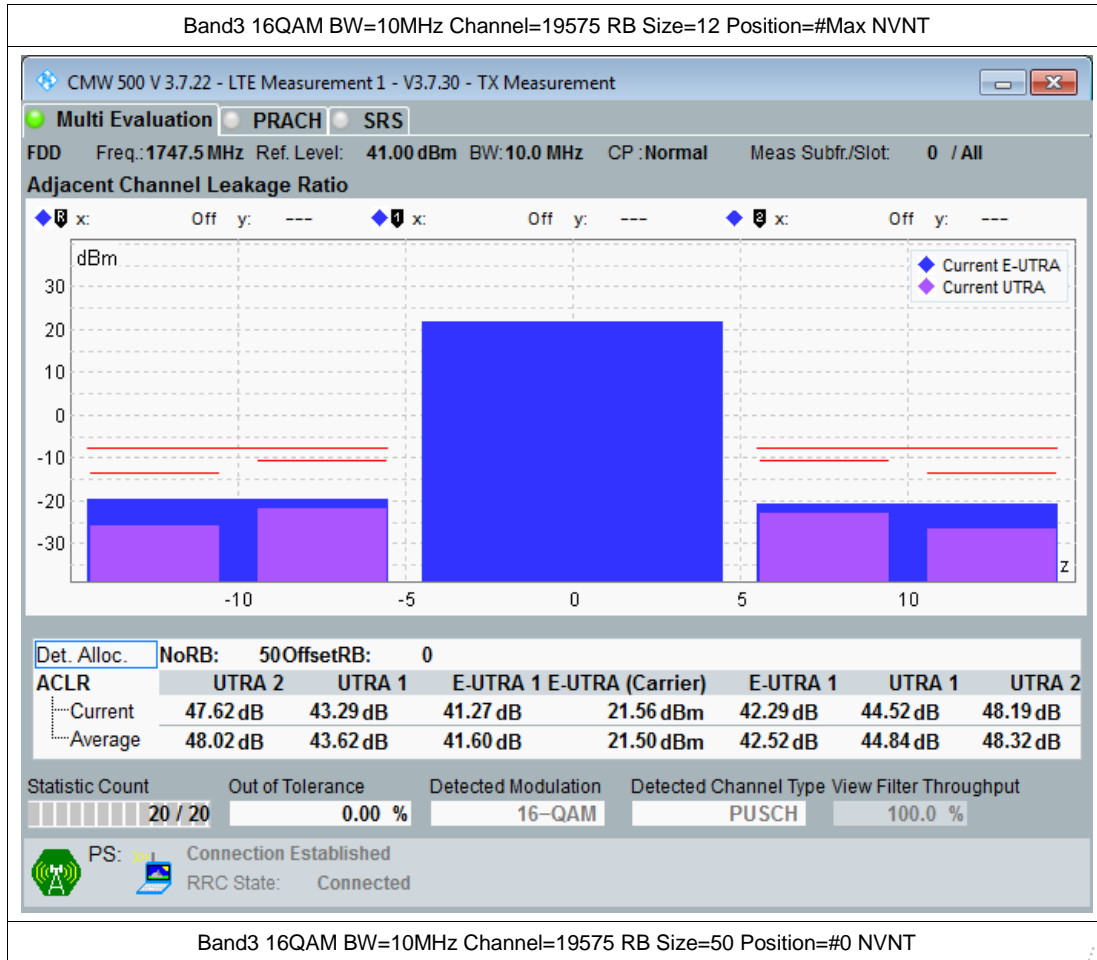 Band3 16QAM BW=10MHz Channel=19575 RB Size=12 Position=#Max NVNT
CMW 500 V 3.7.22 - LTE Measurement 1 - V3.7.30 - TX Measurement
Multi Evaluation PRACH SRS
FDD Freq.:1747.5 MHz Ref. Level: 41.00 dBm BW:10.0 MHz CP :Normal Meas Subfr./Slot: 0 / All
Adjacent Channel Leakage Ratio
R x: Off y: --- 1 x: Off y: --- 2 x: Off y: ---
dBm
Current E-UTRA
Current UTRA
30
20
10
0
-10
-20
-30
z
-10 -5 0 5 10
Det. Alloc. NoRB: 50 OffsetRB: 0
ACLR UTRA 2 UTRA 1 E-UTRA 1 E-UTRA (Carrier) E-UTRA 1 UTRA 1 UTRA 2
Current 47.62 dB 43.29 dB 41.27 dB 21.56 dBm 42.29 dB 44.52 dB 48.19 dB
Average 48.02 dB 43.62 dB 41.60 dB 21.50 dBm 42.52 dB 44.84 dB 48.32 dB
Statistic Count Out of Tolerance Detected Modulation Detected Channel Type View Filter Throughput
20 / 20 0.00 % 16-QAM PUSCH 100.0 %
PS: Connection Established
RRC State: Connected
Band3 16QAM BW=10MHz Channel=19575 RB Size=50 Position=#0 NVNT